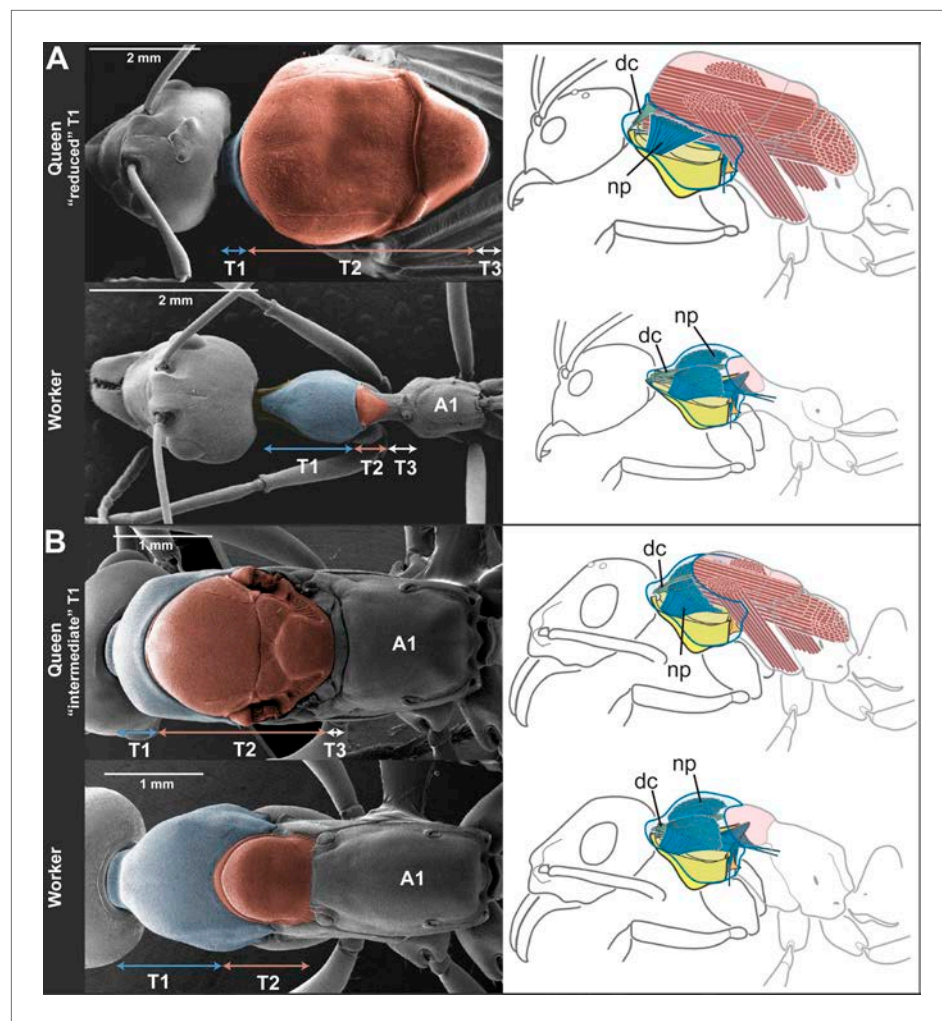 A
Queen
"reduced" T1
2 mm
T1
T2
T3
dc
np
Worker
2 mm
A1
T1
T2
T3
dc
np
B
Queen
"intermediate" T1
1 mm
A1
T1
T2
T3
dc
np
Worker
1 mm
A1
T1
T2
dc
np